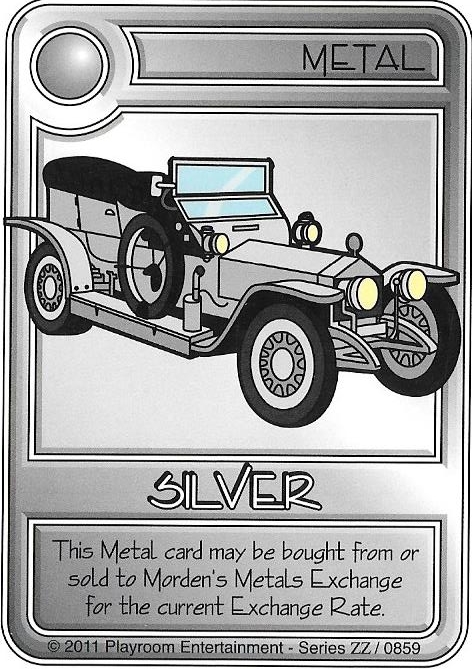 METAL
SILVER
This Metal card may be bought from or
sold to Morden's Metals Exchange
for the current Exchange Rate.
© 2011 Playroom Entertainment - Series ZZ / 0859